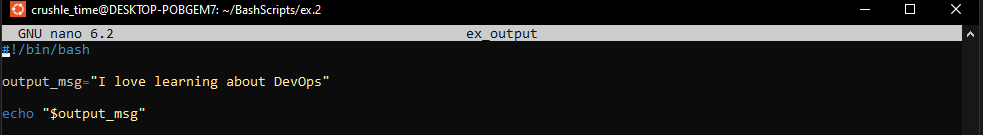 crushle_time@DESKTOP-POBGEM7: ~/BashScripts/ex.2
GNU nano 6.2 ex_output
#!/bin/bash
output_msg="I love learning about DevOps"
echo "$output_msg"